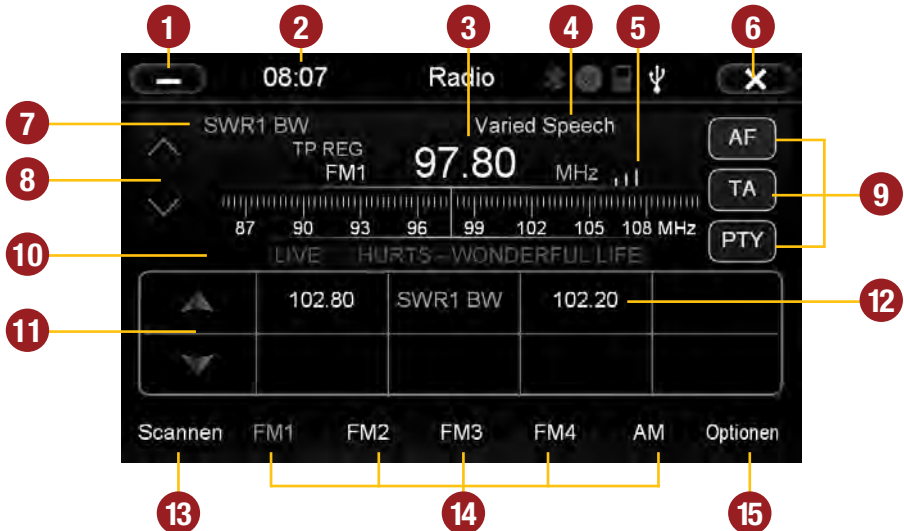 1 2 3 4 5 6
08:07 Radio
7 SWR1 BW Varied Speech
TP REG
FM1 97.80 MHz
AF
8
TA 9
87 90 93 96 99 102 105 108 MHz
PTY
10 LIVE HURTS - WONDERFUL LIFE
102.80 SWR1 BW 102.20 12
11
Scannen FM1 FM2 FM3 FM4 AM Optionen
13 14 15